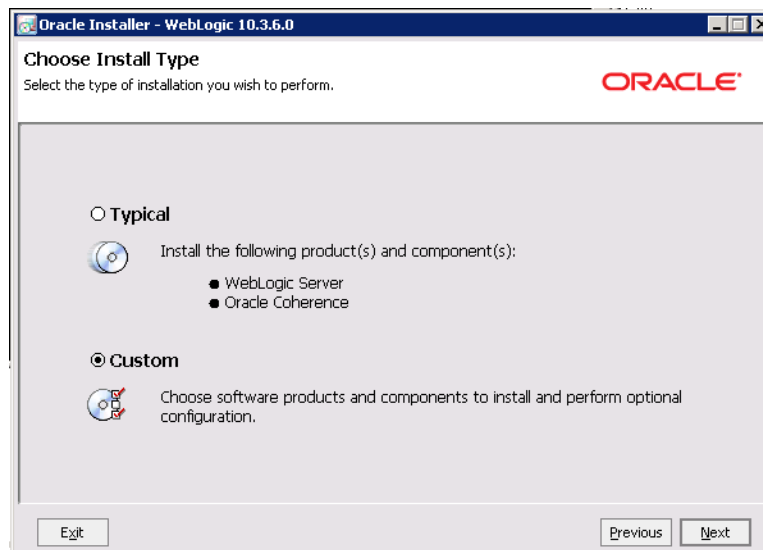 Oracle Installer - WebLogic 10.3.6.0
Choose Install Type
Select the type of installation you wish to perform.
ORACLE
Typical
Install the following product(s) and component(s):
● WebLogic Server
● Oracle Coherence
Custom
Choose software products and components to install and perform optional
configuration.
Exit
Previous
Next